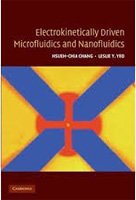 Electrokinetically Driven
Microfluidics and Nanofluidics
HSUEH-CHIA CHANG • LESLIE Y. YEO
CAMBRIDGE